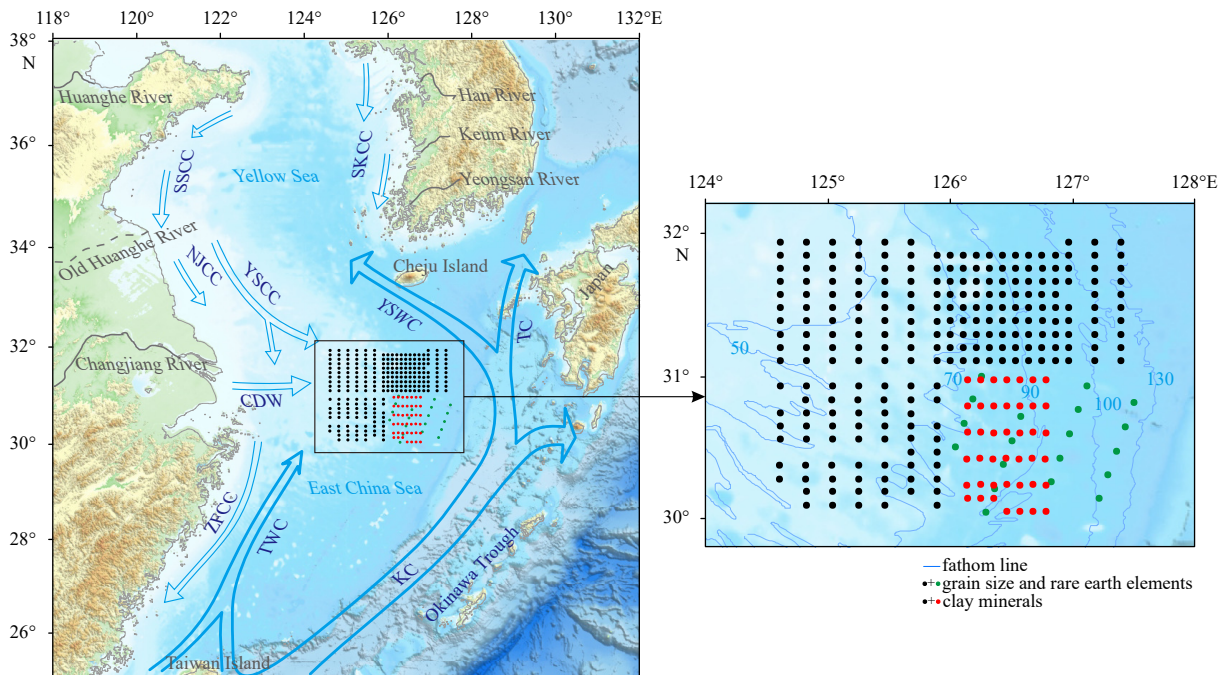 118° 120° 122° 124° 126° 128° 130° 132°E
38°
N
36°
34°
32°
30°
28°
26°
Huanghe River
Han River
Keum River
Yeongsan River
SSCC
SKCC
Yellow Sea
Old Huanghe River
NJCC
YSCC
Cheju Island
YSWC
TC
Japan
Changjiang River
CDW
East China Sea
ZFCC
TWC
KC
Okinawa Trough
Taiwan Island
124° 125° 126° 127° 128°E
32°
N
31°
30°
50
70
90
100
130
fathom line
+ grain size and rare earth elements
+ clay minerals